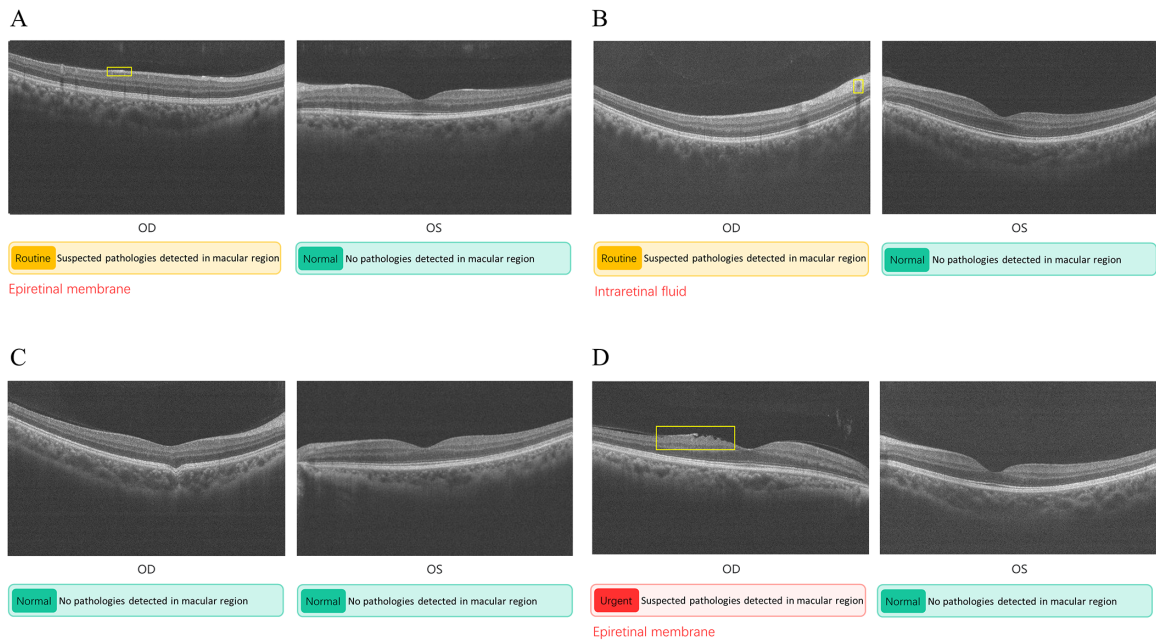 A
B
OD
OS
OD
OS
Routine Suspected pathologies detected in macular region
Normal No pathologies detected in macular region
Routine Suspected pathologies detected in macular region
Normal No pathologies detected in macular region
Epiretinal membrane
Intraretinal fluid
C
D
OD
OS
OD
OS
Normal No pathologies detected in macular region
Normal No pathologies detected in macular region
Urgent Suspected pathologies detected in macular region
Normal No pathologies detected in macular region
Epiretinal membrane